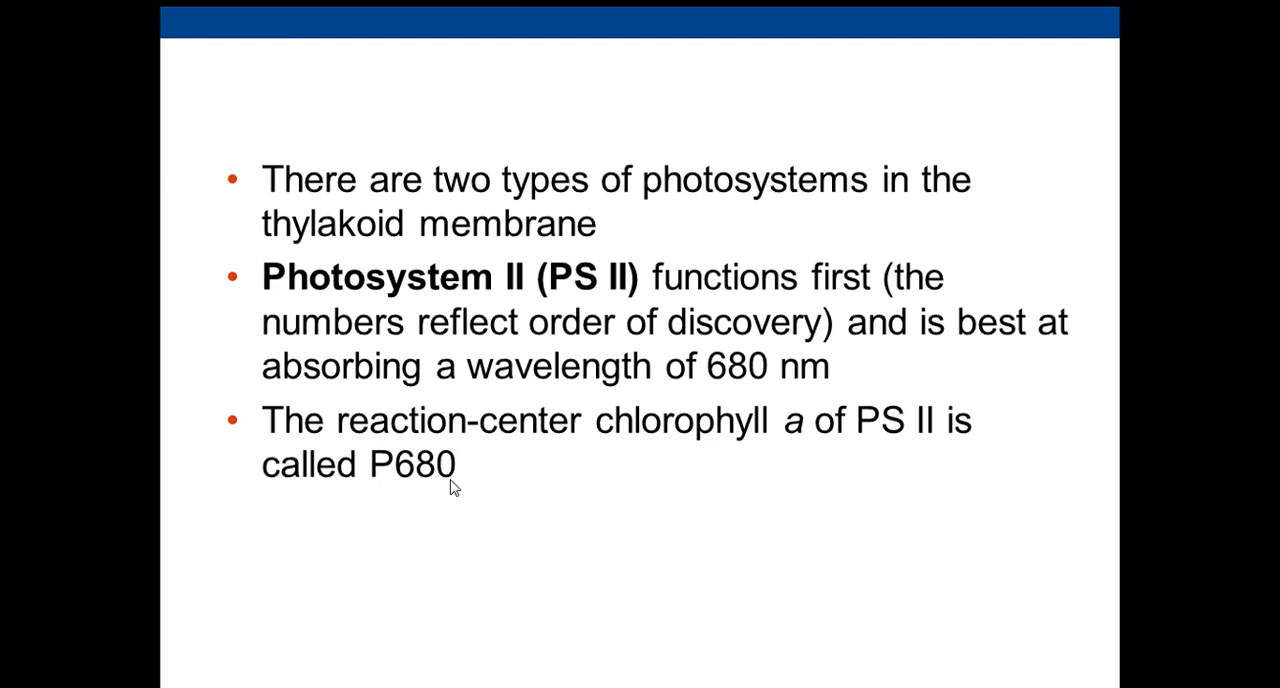 • There are two types of photosystems in the
thylakoid membrane
• Photosystem II (PS II) functions first (the
numbers reflect order of discovery) and is best at
absorbing a wavelength of 680 nm
• The reaction-center chlorophyll a of PS II is
called P680